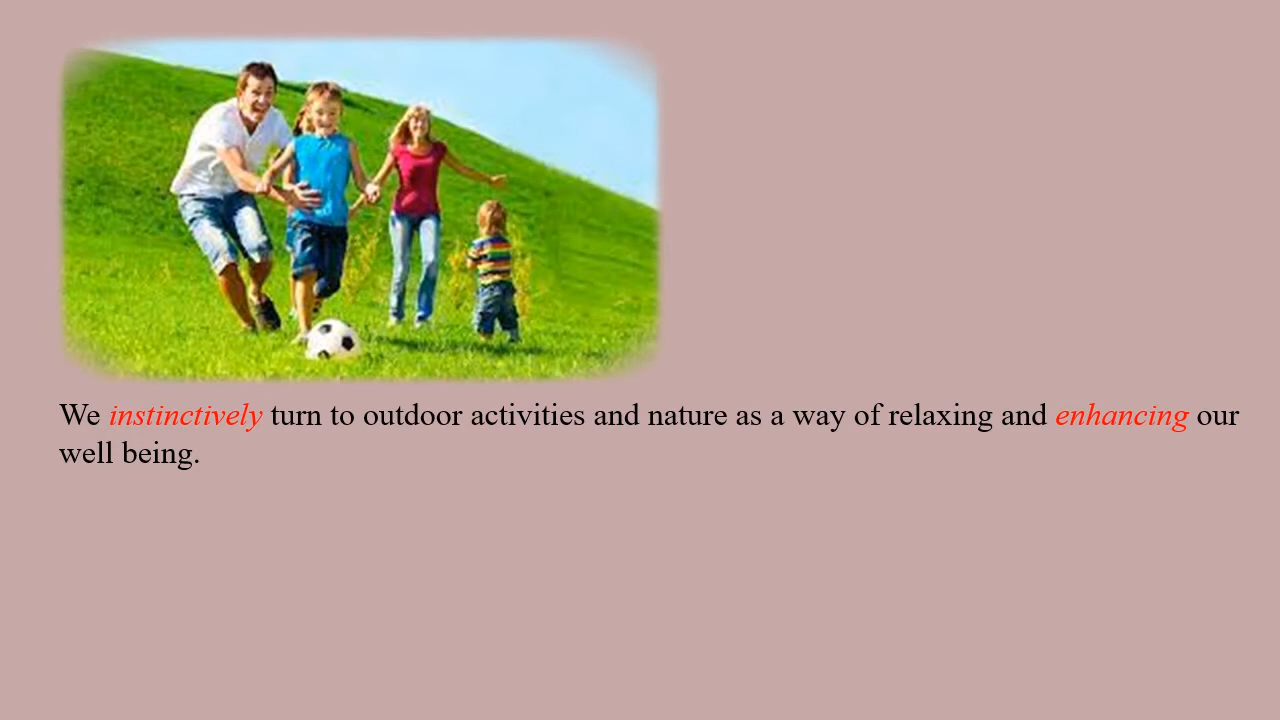 We instinctively turn to outdoor activities and nature as a way of relaxing and enhancing our
well being.